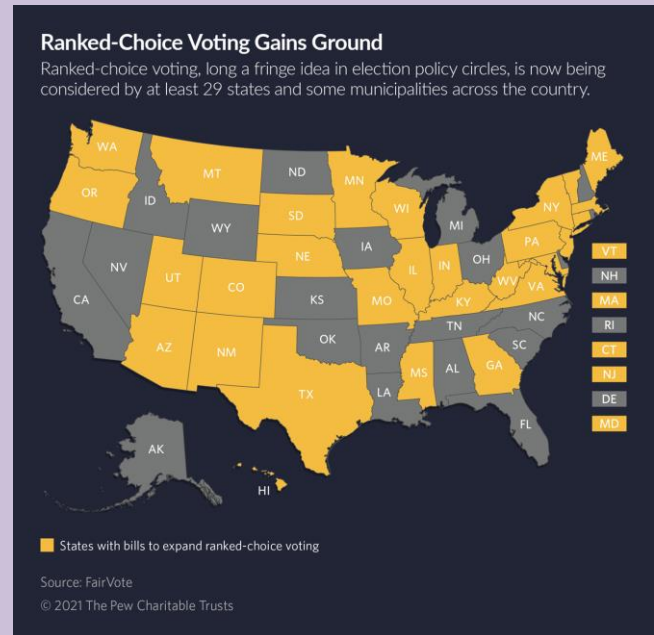 Ranked-Choice Voting Gains Ground
Ranked-choice voting, long a fringe idea in election policy circles, is now being
considered by at least 29 states and some municipalities across the country.
WA
MT
ND
MN
ME
OR
ID
SD
WI
NY
WY
MI
IA
PA
NE
OH
NV
IL
IN
UT
CO
WV
VA
CA
KS
MO
KY
NC
TN
OK
AZ
NM
AR
SC
MS
AL
GA
TX
LA
FL
AK
HI
VT
NH
MA
RI
CT
NJ
DE
MD
States with bills to expand ranked-choice voting
Source: FairVote
© 2021 The Pew Charitable Trusts